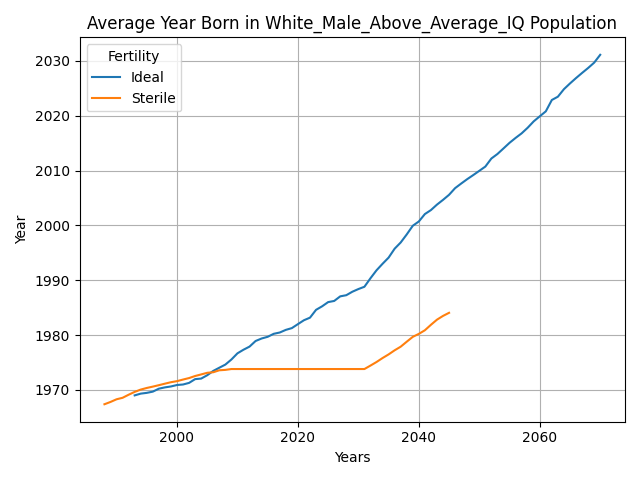 Average Year Born in White_Male_Above_Average_IQ Population
Fertility
Ideal
Sterile
2030
2020
2010
2000
1990
1980
1970
Year
2000
2020
2040
2060
Years